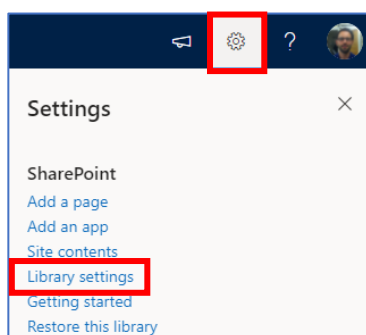 ?
Settings
SharePoint
Add a page
Add an app
Site contents
Library settings
Getting started
Restore this library